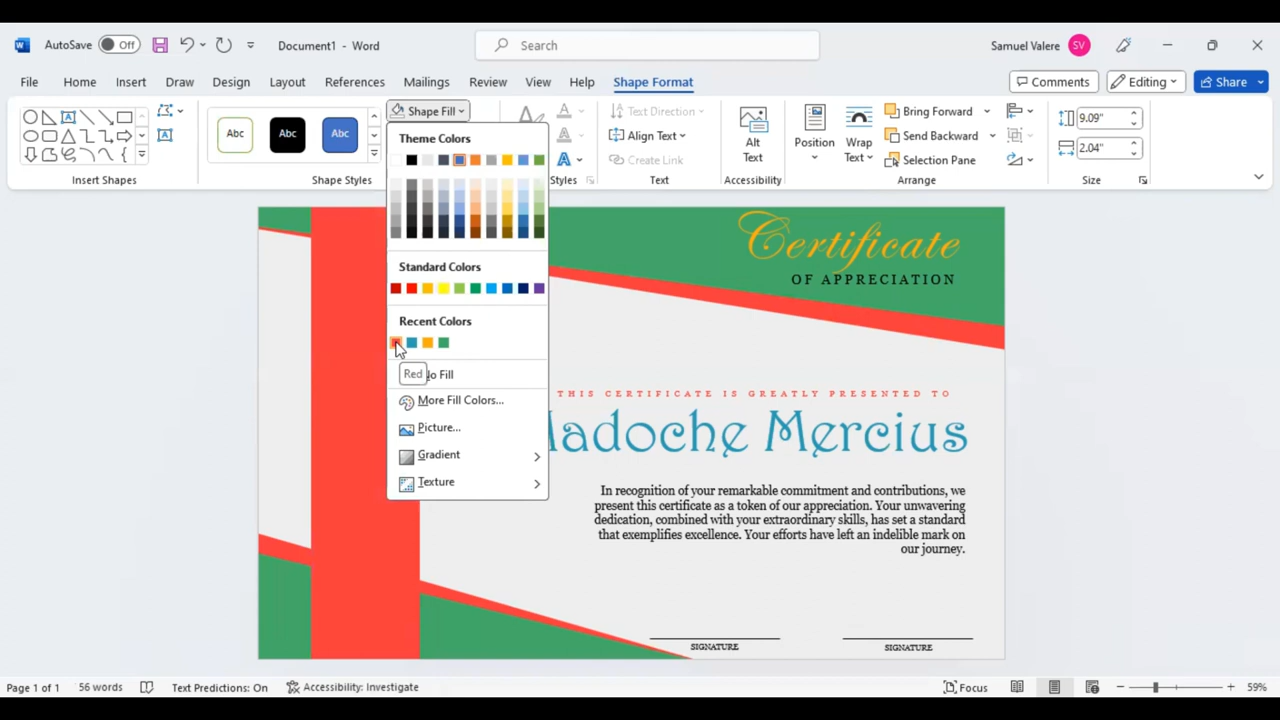 AutoSave Off Document1 - Word Search Samuel Valere SV
File Home Insert Draw Design Layout References Mailings Review View Help Shape Format Comments Editing Share
Shape Fill
Abc Abc Abc
Insert Shapes
Shape Styles
Theme Colors
Standard Colors
Recent Colors
Red
o Fill
More Fill Colors...
Picture...
Gradient
Texture
Styles
Text Direction
Align Text
Create Link
Text
Alt
Text
Accessibility
Position
Wrap
Text
Bring Forward
Send Backward
Selection Pane
Arrange
9.09"
2.04"
Size
Certificate
OF APPRECIATION
THIS CERTIFICATE IS GREATLY PRESENTED TO
Madoche Mercius
In recognition of your remarkable commitment and contributions, we
present this certificate as a token of our appreciation. Your unwavering
dedication, combined with your extraordinary skills, has set a standard
that exemplifies excellence. Your efforts have left an indelible mark on
our journey.
SIGNATURE SIGNATURE
Page 1 of 1 56 words Text Predictions: On Accessibility: Investigate Focus 59%